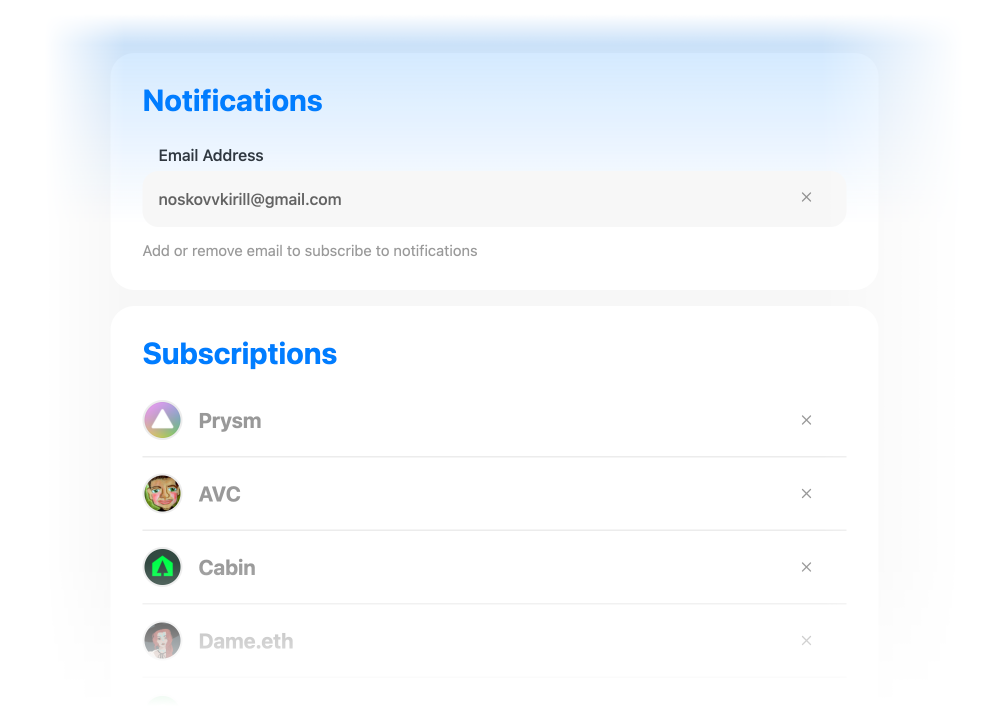 Notifications
Email Address
noskovvkirill@gmail.com
Add or remove email to subscribe to notifications
Subscriptions
Prysm
AVC
Cabin
Dame.eth